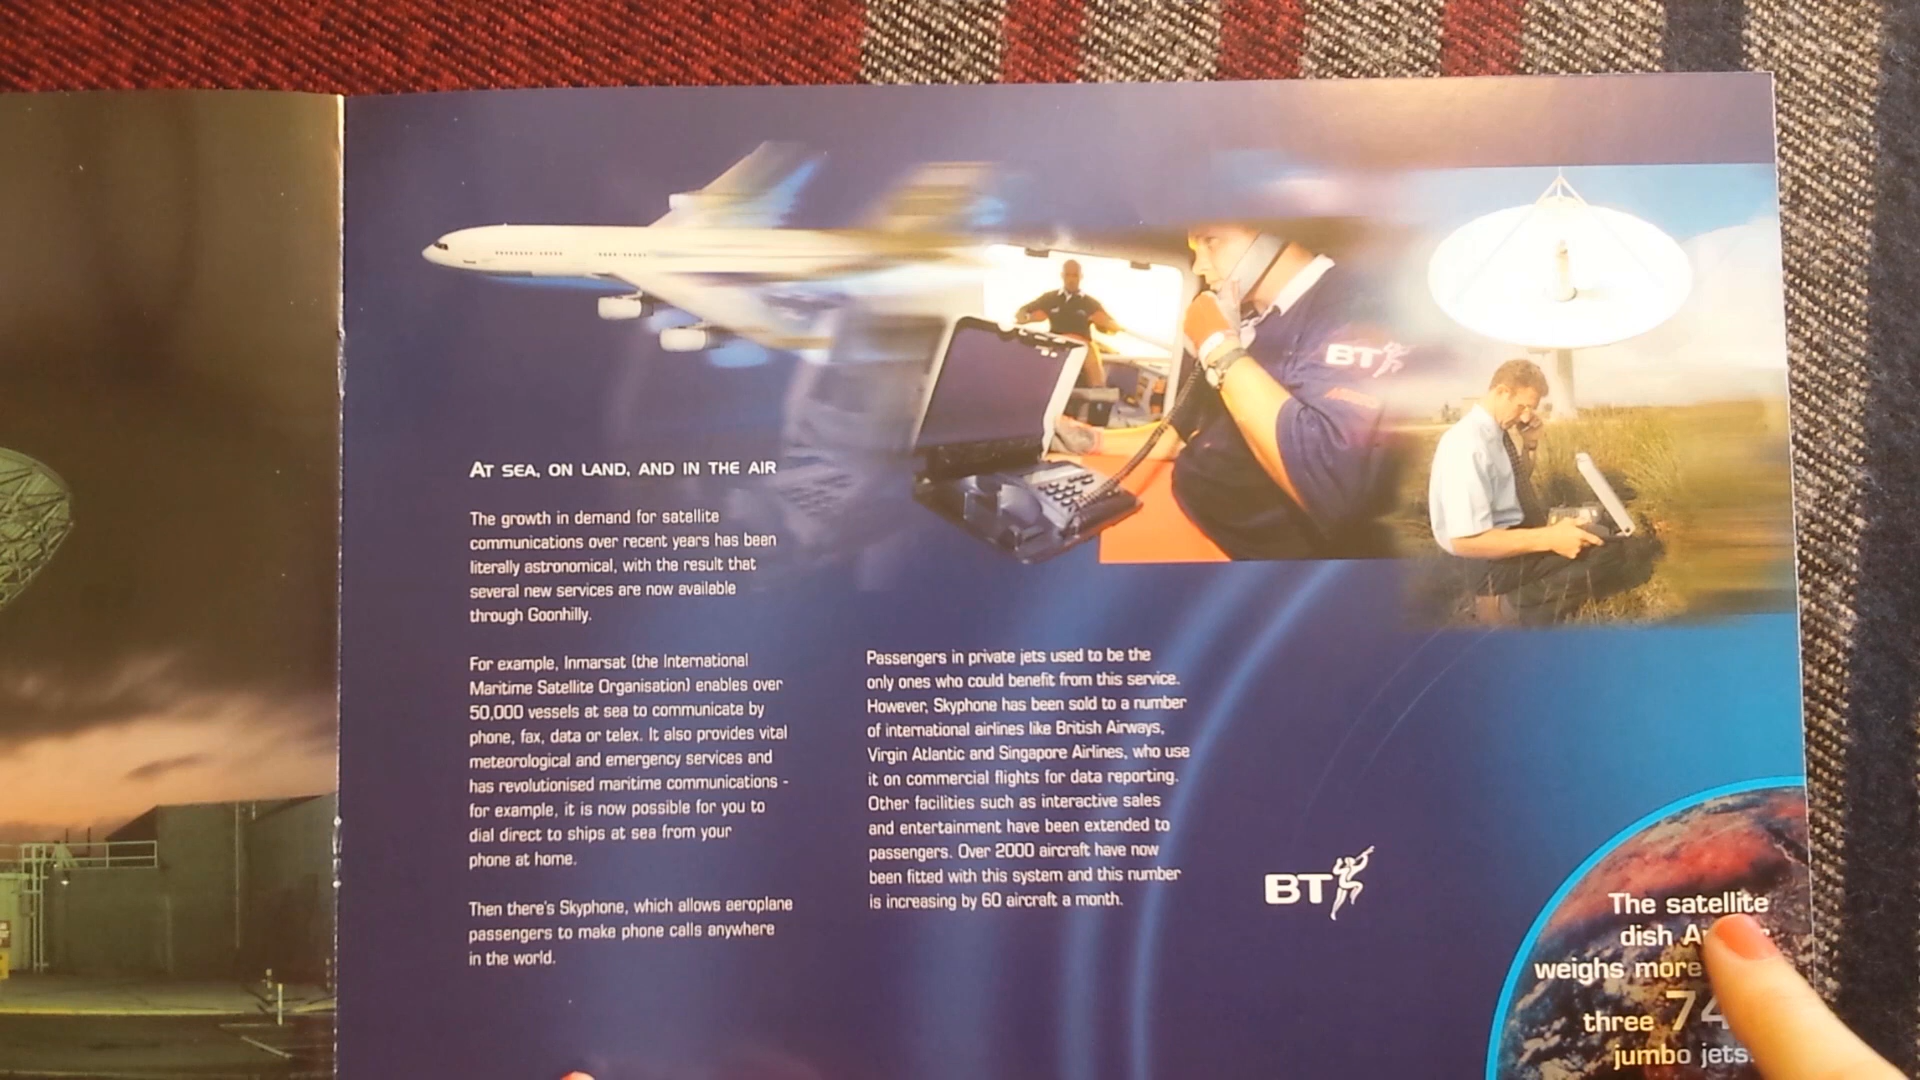 BT
AT SEA, ON LAND, AND IN THE AIR
The growth in demand for satellite
communications over recent years has been
literally astronomical, with the result that
several new services are now available
through Goonhilly.
For example, Inmarsat (the International
Maritime Satellite Organisation) enables over
50,000 vessels at sea to communicate by
phone, fax, data or telex. It also provides vital
meteorological and emergency services and
has revolutionised maritime communications -
for example, it is now possible for you to
dial direct to ships at sea from your
phone at home.
Then there's Skyphone, which allows aeroplane
passengers to make phone calls anywhere
in the world.
Passengers in private jets used to be the
only ones who could benefit from this service.
However, Skyphone has been sold to a number
of international airlines like British Airways,
Virgin Atlantic and Singapore Airlines, who use
it on commercial flights for data reporting.
Other facilities such as interactive sales
and entertainment have been extended to
passengers. Over 2000 aircraft have now
been fitted with this system and this number
is increasing by 60 aircraft a month.
BT
The satellite
dish
weighs more
three
jumbo jets.